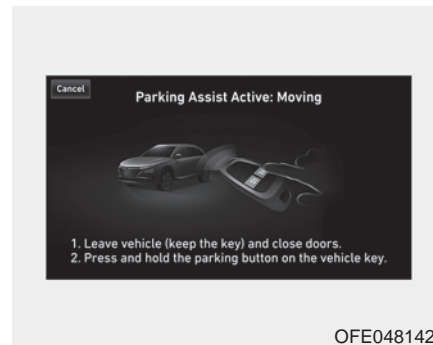 Cancel
Parking Assist Active: Moving
1. Leave vehicle (keep the key) and close doors.
2. Press and hold the parking button on the vehicle key.
OFE048142